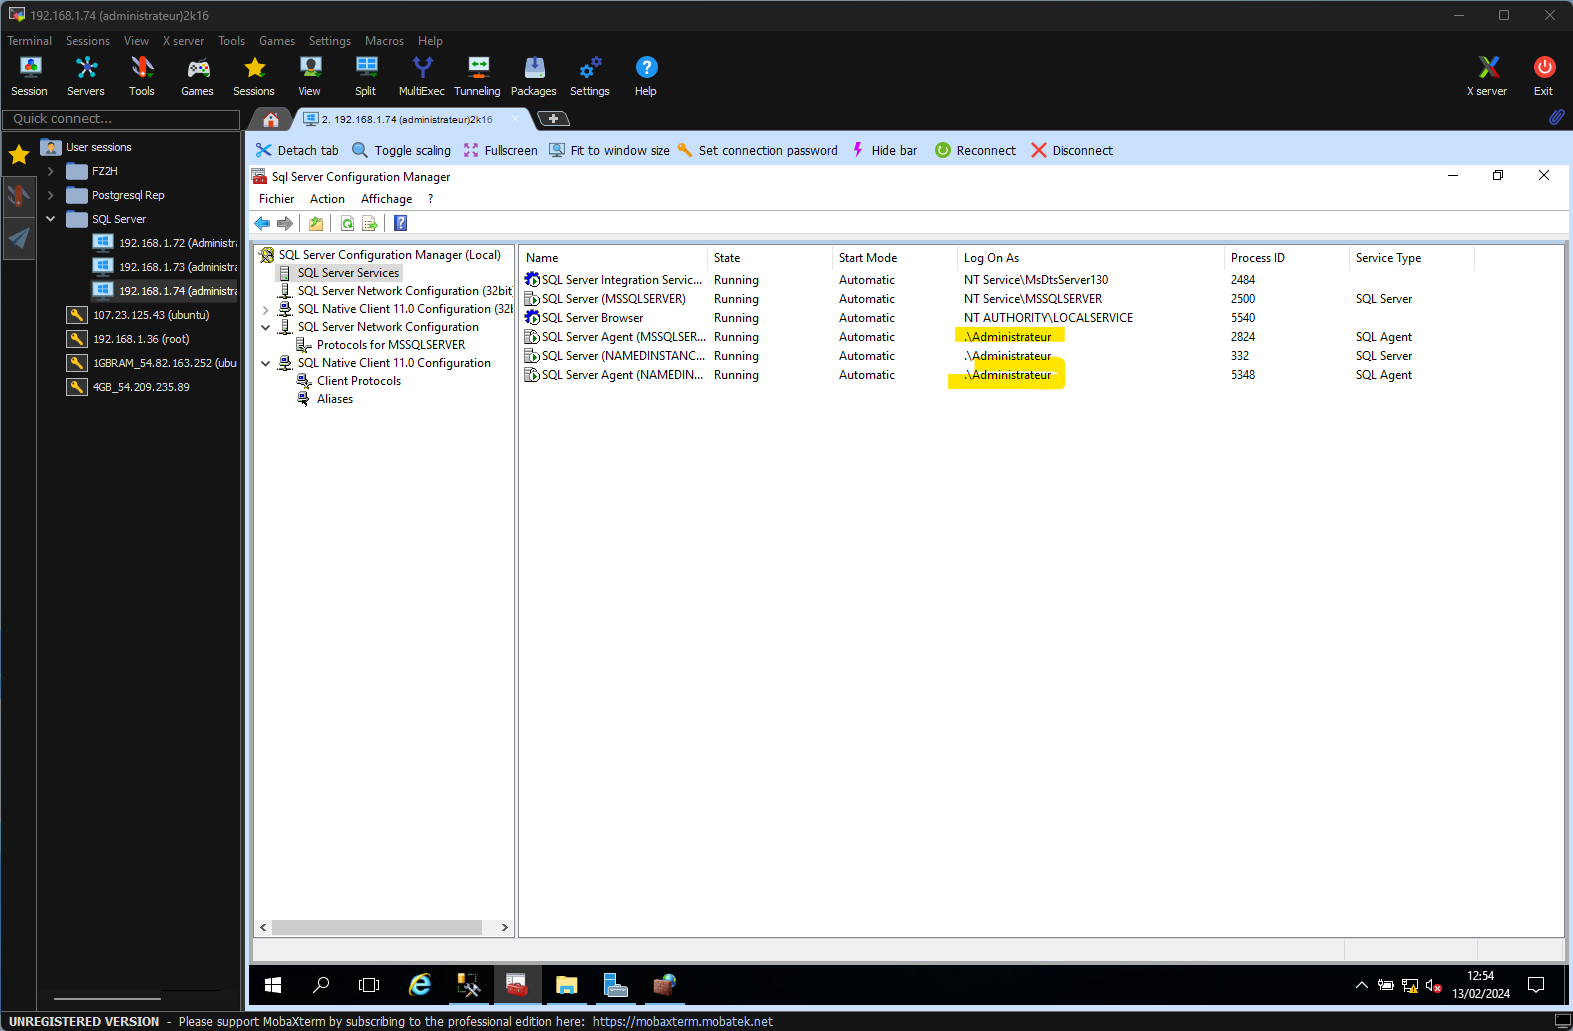 192.168.1.74 (administrateur)2k16
Terminal Sessions View X server Tools Games Settings Macros Help
Session Servers Tools Games Sessions View Split MultiExec Tunneling Packages Settings Help X server Exit
Quick connect...
2. 192.168.1.74 (administrateur)2k16
Detach tab Toggle scaling Fullscreen Fit to window size Set connection password Hide bar Reconnect Disconnect
User sessions
FZ2H
Postgresql Rep
SQL Server
192.168.1.72 (Administra
192.168.1.73 (administra
192.168.1.74 (administra
107.23.125.43 (ubuntu)
192.168.1.36 (root)
1GBRAM_54.82.163.252 (ubu
4GB_54.209.235.89
Sql Server Configuration Manager
Fichier Action Affichage ?
SQL Server Configuration Manager (Local)
SQL Server Services
SQL Server Network Configuration (32bit
SQL Native Client 11.0 Configuration (32b
SQL Server Network Configuration
Protocols for MSSQLSERVER
SQL Native Client 11.0 Configuration
Client Protocols
Aliases
Name State Start Mode Log On As Process ID Service Type
SQL Server Integration Servic... Running Automatic NT Service\MsDtsServer130 2484
SQL Server (MSSQLSERVER) Running Automatic NT Service\MSSQLSERVER 2500 SQL Server
SQL Server Browser Running Automatic NT AUTHORITY\LOCALSERVICE 5540
SQL Server Agent (MSSQLSER... Running Automatic .\Administrateur 2824 SQL Agent
SQL Server (NAMEDINSTANC... Running Automatic .\Administrateur 332 SQL Server
SQL Server Agent (NAMEDIN... Running Automatic .\Administrateur 5348 SQL Agent
12:54
13/02/2024
UNREGISTERED VERSION - Please support MobaXterm by subscribing to the professional edition here: https://mobaxterm.mobatek.net